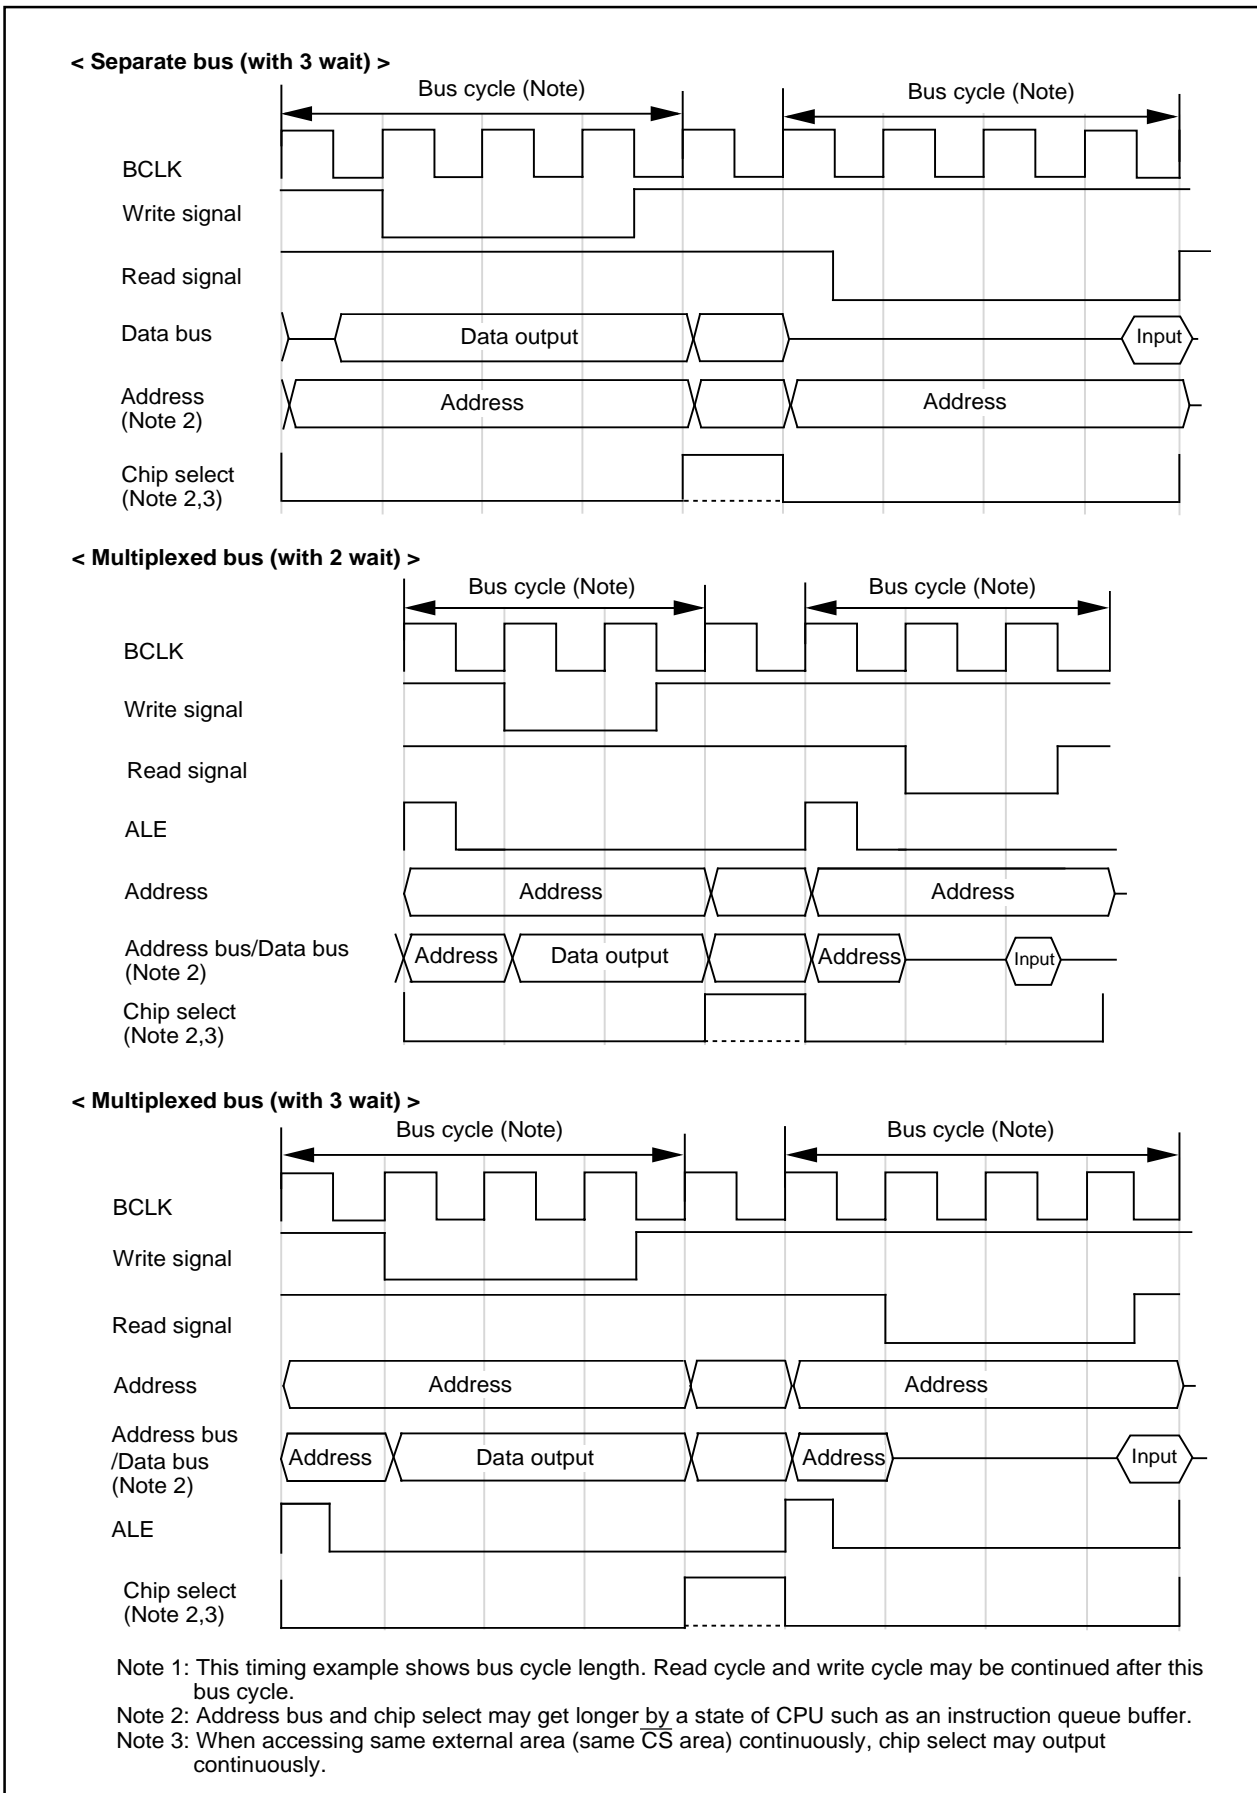 < Separate bus (with 3 wait) >
Bus cycle (Note)
Bus cycle (Note)
BCLK
Write signal
Read signal
Data bus
Data output
Input
Address
(Note 2)
Address
Address
Chip select
(Note 2,3)
< Multiplexed bus (with 2 wait) >
Bus cycle (Note)
Bus cycle (Note)
BCLK
Write signal
Read signal
ALE
Address
Address
Address
Address bus/Data bus
(Note 2)
Address
Data output
Address
Input
Chip select
(Note 2,3)
< Multiplexed bus (with 3 wait) >
Bus cycle (Note)
Bus cycle (Note)
BCLK
Write signal
Read signal
Address
Address
Address
Address bus
/Data bus
(Note 2)
Address
Data output
Address
Input
ALE
Chip select
(Note 2,3)
Note 1: This timing example shows bus cycle length. Read cycle and write cycle may be continued after this
bus cycle.
Note 2: Address bus and chip select may get longer by a state of CPU such as an instruction queue buffer.
Note 3: When accessing same external area (same C̅S̅ area) continuously, chip select may output
continuously.